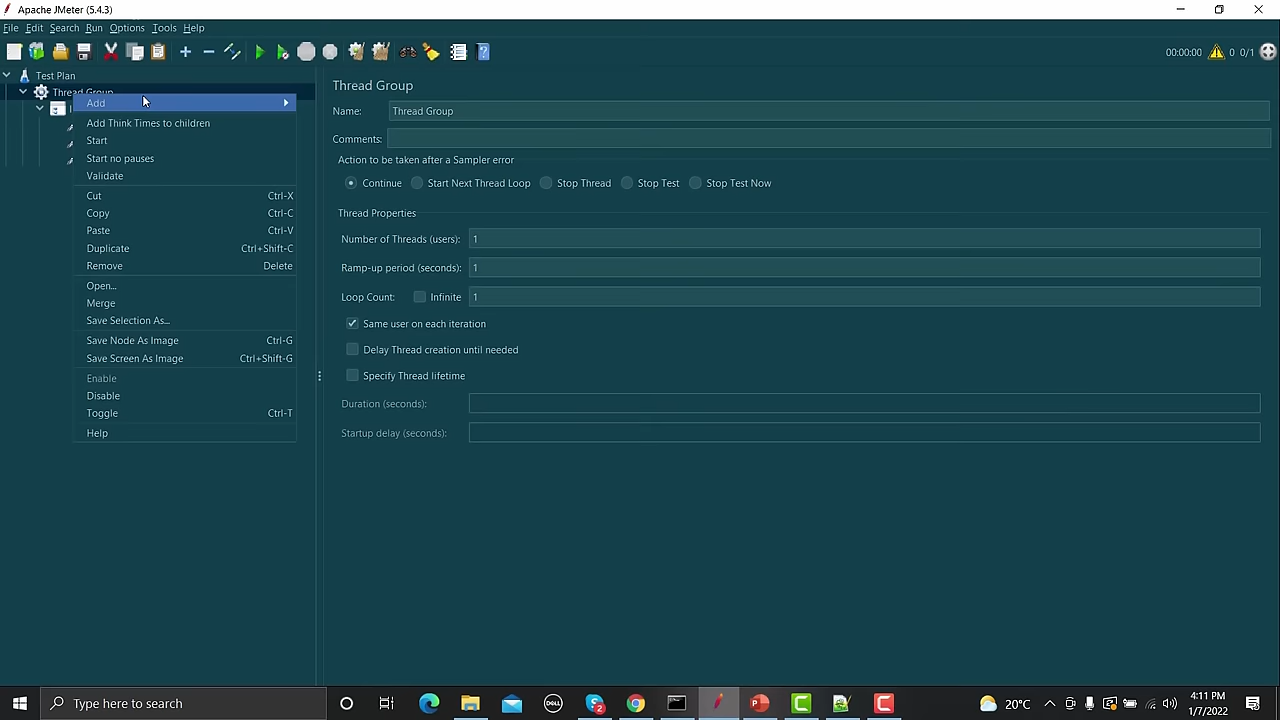 Apache JMeter (5.4.3)
File Edit Search Run Options Tools Help
00:00:00 0 0/1
Test Plan
Thread Group
Add
Add Think Times to children
Start
Start no pauses
Validate
Cut Ctrl-X
Copy Ctrl-C
Paste Ctrl-V
Duplicate Ctrl+Shift-C
Remove Delete
Open...
Merge
Save Selection As...
Save Node As Image Ctrl-G
Save Screen As Image Ctrl+Shift-G
Enable
Disable
Toggle Ctrl-T
Help
Thread Group
Name: Thread Group
Comments:
Action to be taken after a Sampler error
Continue Start Next Thread Loop Stop Thread Stop Test Stop Test Now
Thread Properties
Number of Threads (users): 1
Ramp-up period (seconds): 1
Loop Count: Infinite 1
Same user on each iteration
Delay Thread creation until needed
Specify Thread lifetime
Duration (seconds):
Startup delay (seconds):
Type here to search
DELL
2
20°C
4:11 PM
1/7/2022